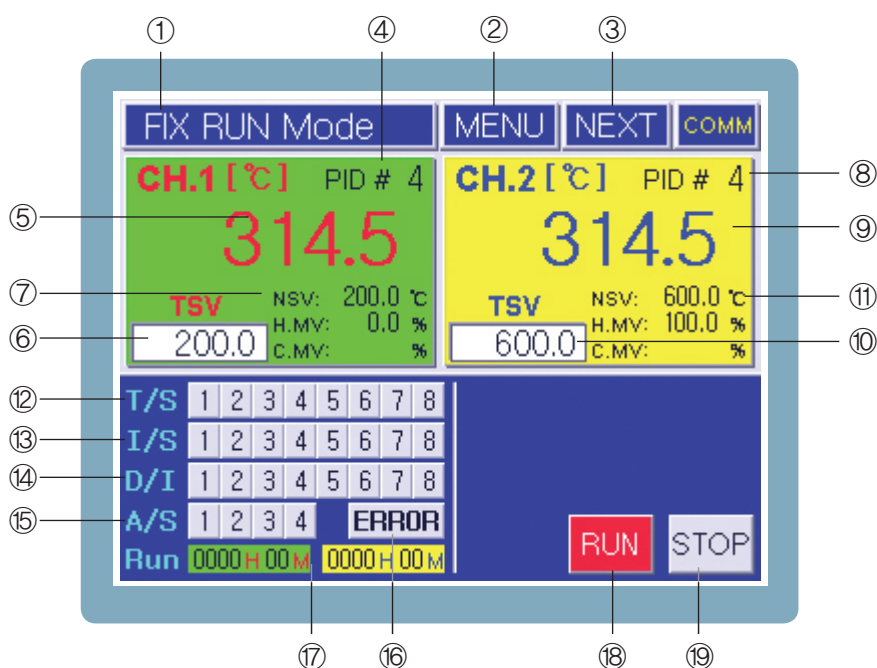 ① ④ ② ③
FIX RUN Mode MENU NEXT COMM
CH.1 [℃] PID # 4 CH.2 [℃] PID # 4 ⑧
⑤ 314.5 314.5 ⑨
⑦ NSV: 200.0 ℃ NSV: 600.0 ℃ ⑪
TSV H.MV: 0.0 % TSV H.MV: 100.0 %
⑥ 200.0 C.MV: % 600.0 C.MV: % ⑩
⑫ T/S 1 2 3 4 5 6 7 8
⑬ I/S 1 2 3 4 5 6 7 8
⑭ D/I 1 2 3 4 5 6 7 8
⑮ A/S 1 2 3 4 ERROR
RUN STOP
Run 0000 H 00 M 0000 H 00 M
⑰ ⑯ ⑱ ⑲